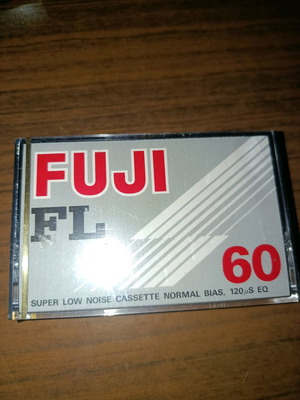 FUJI
FL
60
SUPER LOW NOISE CASSETTE NORMAL BIAS, 120µS EQ